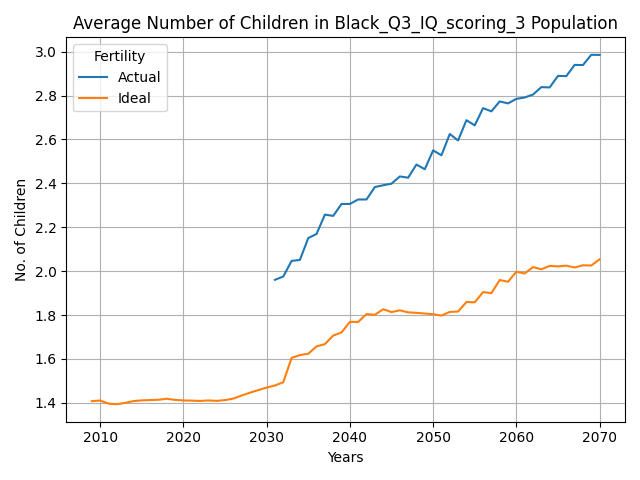 Average Number of Children in Black_Q3_IQ_scoring_3 Population
Fertility
Actual
Ideal
No. of Children
3.0
2.8
2.6
2.4
2.2
2.0
1.8
1.6
1.4
2010
2020
2030
2040
2050
2060
2070
Years